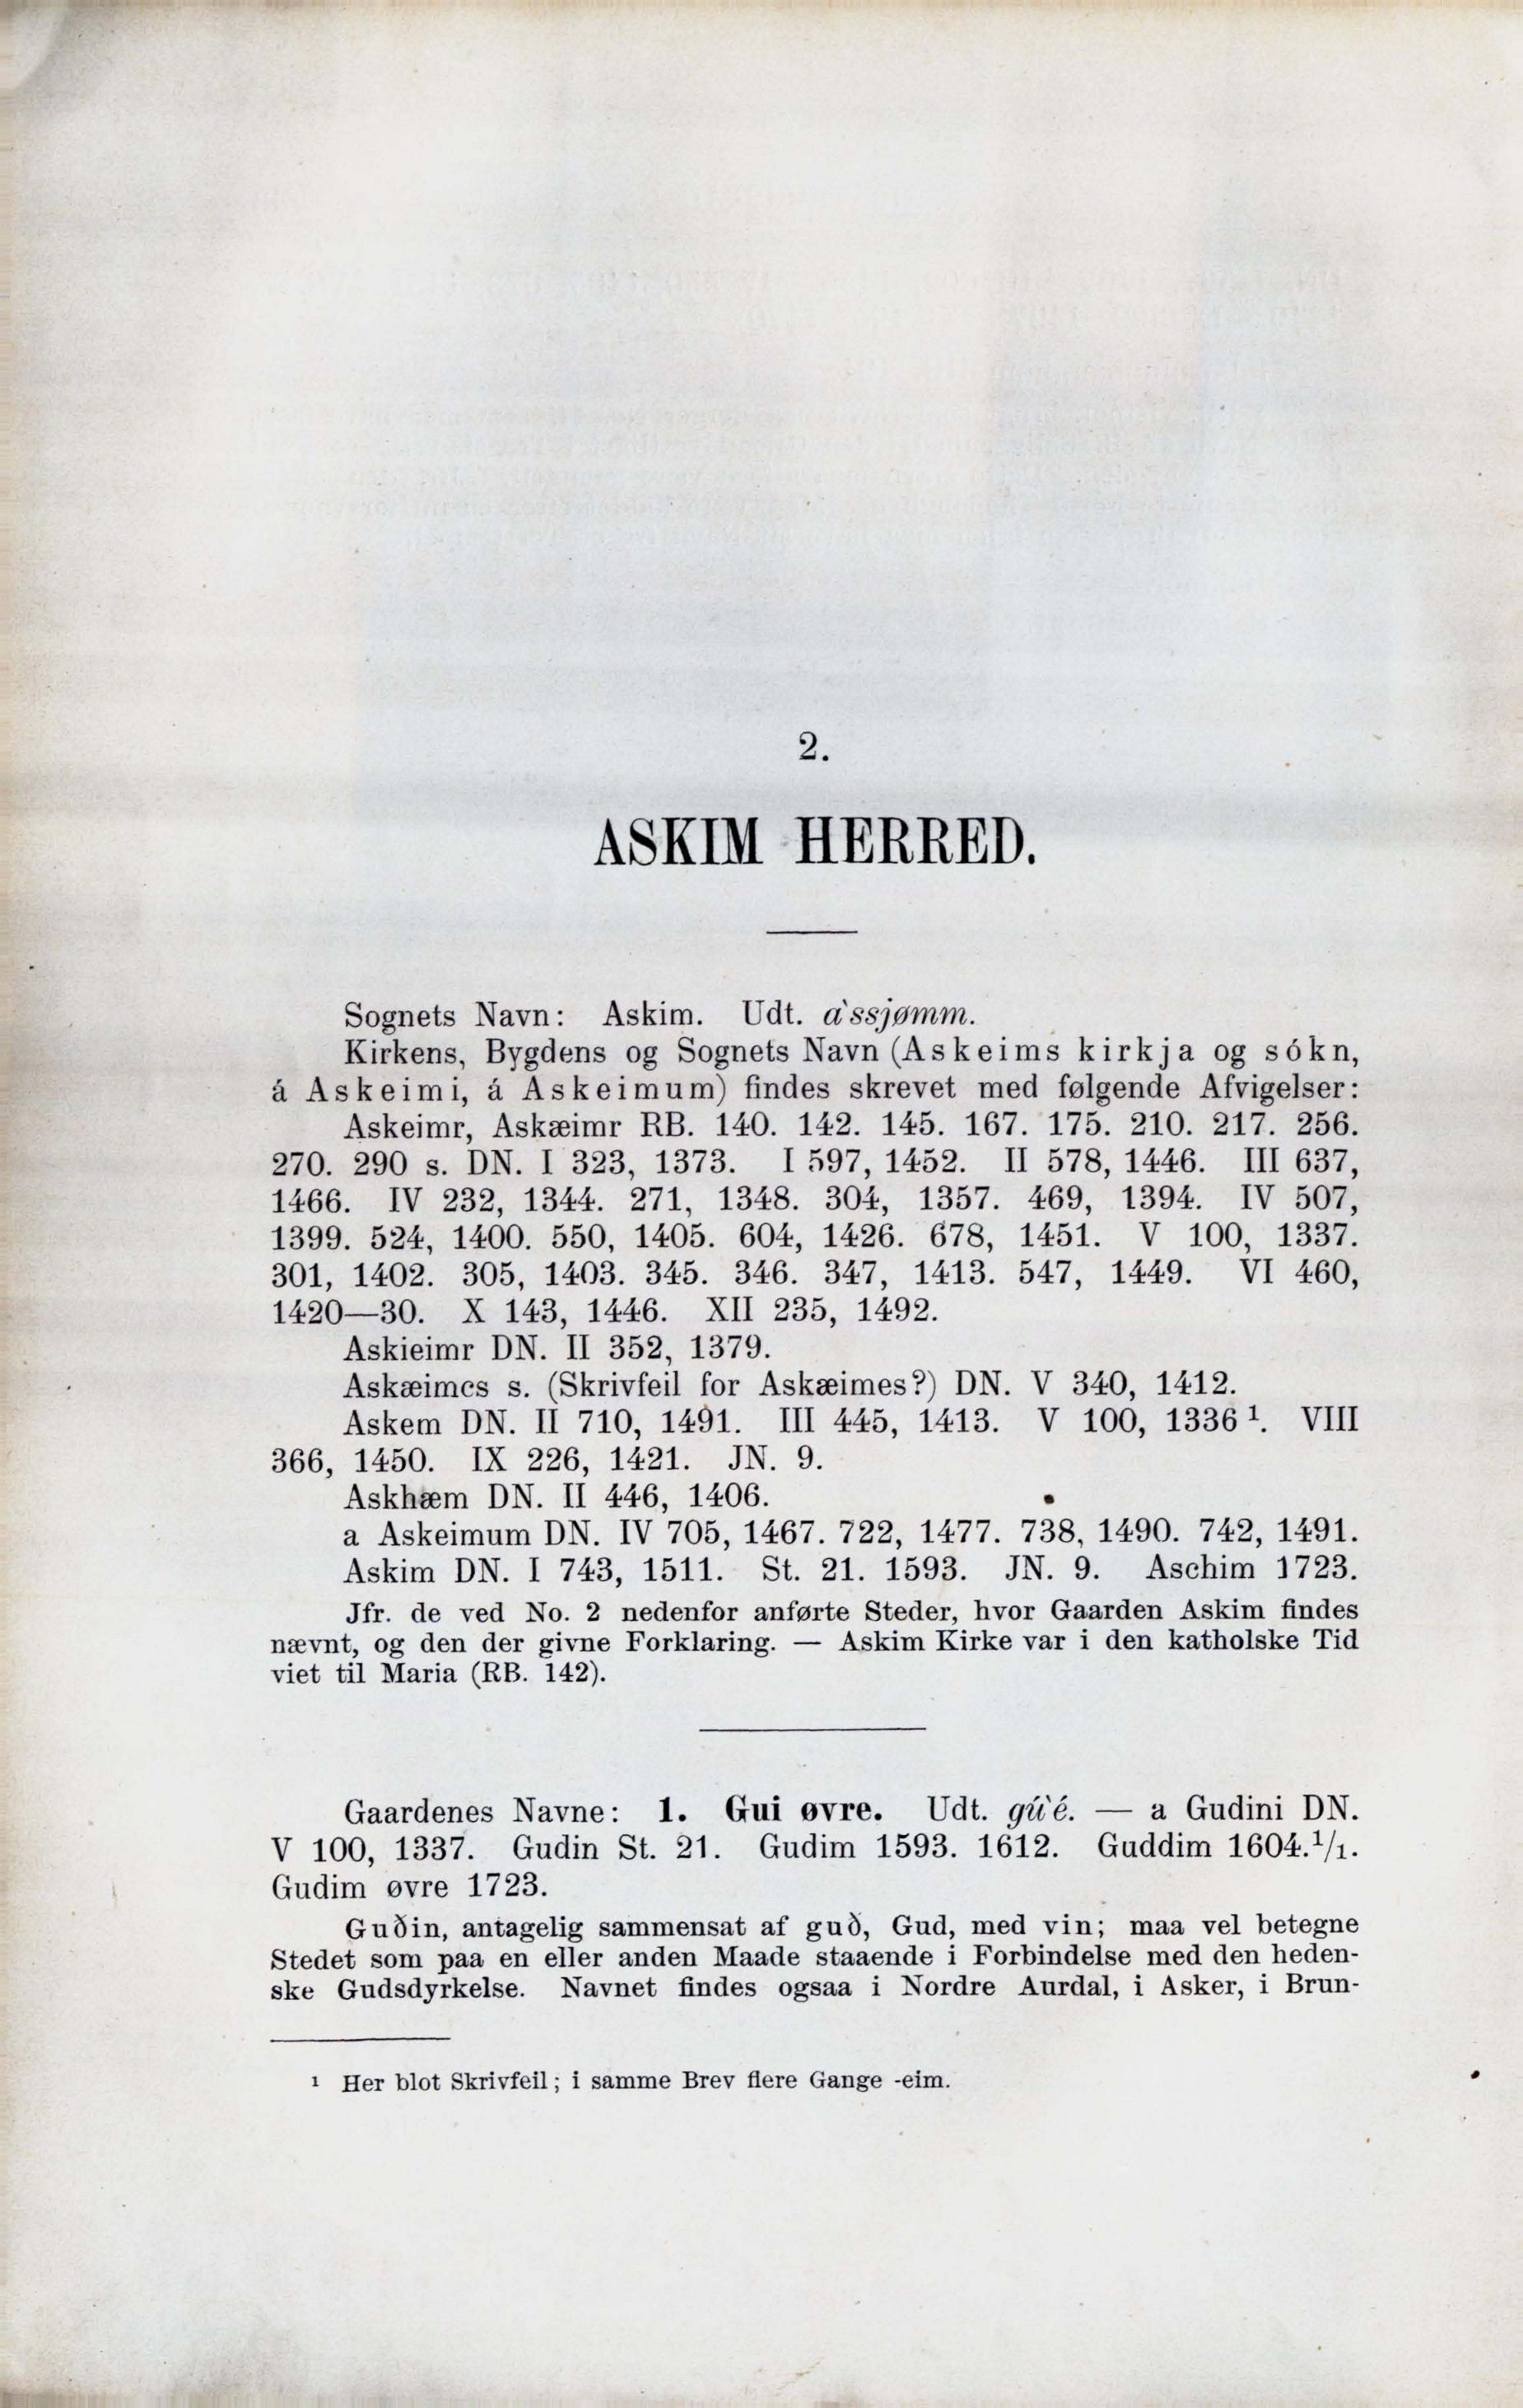 2.
ASKIM HERRED.
Sognets Navn: Askim. Udt. a`ssjømm.
Kirkens, Bygdens og Sognets Navn (Askeims kirkja og sókn,
á Askeimi, á Askeimum) findes skrevet med følgende Afvigelser:
Askeimr, Askæimr RB. 140. 142. 145. 167. 175. 210. 217. 256.
270. 290 s. DN. I 323, 1373. I 597, 1452. II 578, 1446. III 637,
1466. IV 232, 1344. 271, 1348. 304, 1357. 469, 1394. IV 507,
1399. 524, 1400. 550, 1405. 604, 1426. 678, 1451. V 100, 1337.
301, 1402. 305, 1403. 345. 346. 347, 1413. 547, 1449. VI 460,
1420—30. X 143, 1446. XII 235, 1492.
Askieimr DN. II 352, 1379.
Askæimcs s. (Skrivfeil for Askæimes?) DN. V 340, 1412.
Askem DN. II 710, 1491. III 445, 1413. V 100, 1336 ¹. VIII
366, 1450. IX 226, 1421. JN. 9.
Askhæm DN. II 446, 1406.
a Askeimum DN. IV 705, 1467. 722, 1477. 738, 1490. 742, 1491.
Askim DN. I 743, 1511. St. 21. 1593. JN. 9. Aschim 1723.
Jfr. de ved No. 2 nedenfor anførte Steder, hvor Gaarden Askim findes
nævnt, og den der givne Forklaring. — Askim Kirke var i den katholske Tid
viet til Maria (RB. 142).
Gaardenes Navne: 1. Gui øvre. Udt. — a Gudini DN.
V 100, 1337. Gudin St. 21. Gudim 1593. 1612. Guddim 1604.¹/₁.
Gudim øvre 1723.
Guðin, antagelig sammensat af guð, Gud, med vin; maa vel betegne
Stedet som paa en eller anden Maade staaende i Forbindelse med den heden-
ske Gudsdyrkelse. Navnet findes ogsaa i Nordre Aurdal, i Asker, i Brun-
¹ Her blot Skrivfeil; i samme Brev flere Gange -eim.